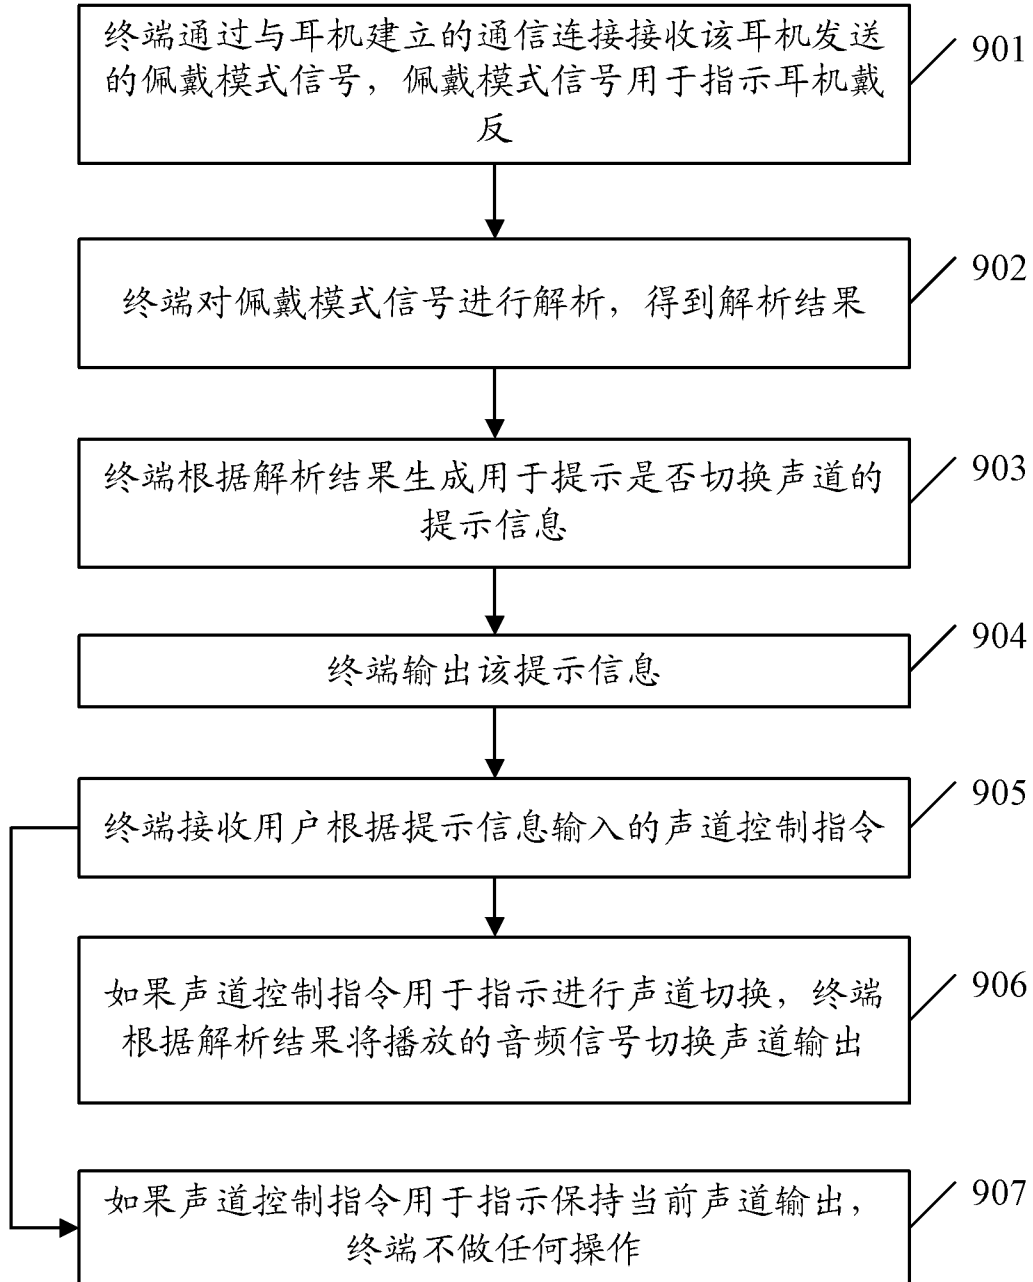 终端通过与耳机建立的通信连接接收该耳机发送
的佩戴模式信号，佩戴模式信号用于指示耳机戴
反
901
终端对佩戴模式信号进行解析，得到解析结果
902
终端根据解析结果生成用于提示是否切换声道的
提示信息
903
终端输出该提示信息
904
终端接收用户根据提示信息输入的声道控制指令
905
如果声道控制指令用于指示进行声道切换，终端
根据解析结果将播放的音频信号切换声道输出
906
如果声道控制指令用于指示保持当前声道输出，
终端不做任何操作
907